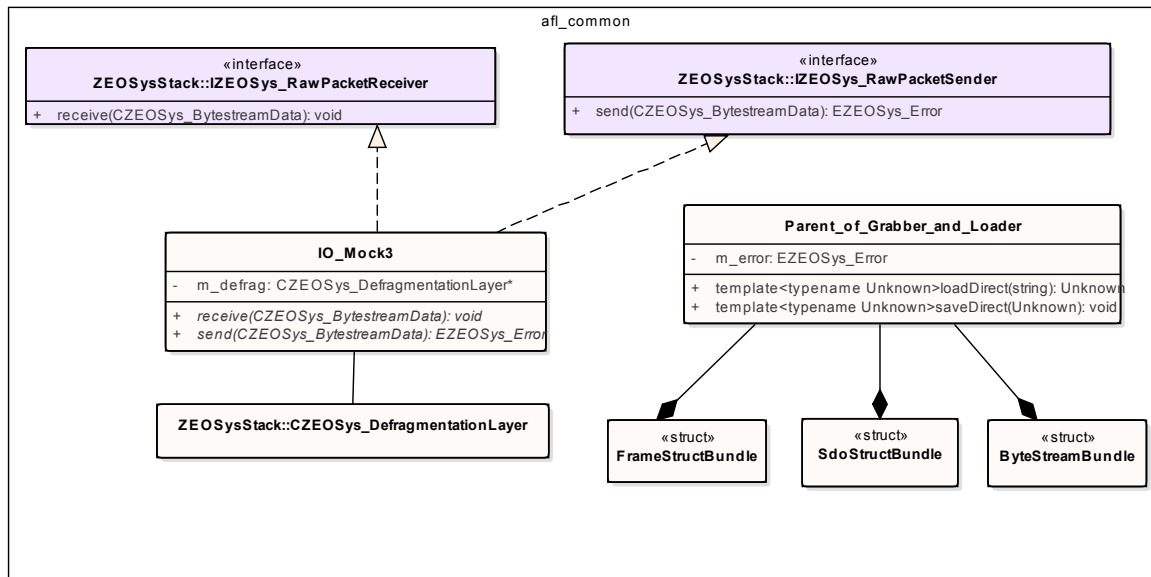 afl_common
«interface»
ZEOSysStack::IZEOSys_RawPacketReceiver
+ receive(CZEOSys_BytestreamData): void
«interface»
ZEOSysStack::IZEOSys_RawPacketSender
+ send(CZEOSys_BytestreamData): EZEOSys_Error
IO_Mock3
- m_defrag: CZEOSys_DefragmentationLayer*
+ receive(CZEOSys_BytestreamData): void
+ send(CZEOSys_BytestreamData): EZEOSys_Error
Parent_of_Grabber_and_Loader
- m_error: EZEOSys_Error
+ template<typename Unknown>loadDirect(string): Unknown
+ template<typename Unknown>saveDirect(Unknown): void
ZEOSysStack::CZEOSys_DefragmentationLayer
«struct»
FrameStructBundle
«struct»
SdoStructBundle
«struct»
ByteStreamBundle